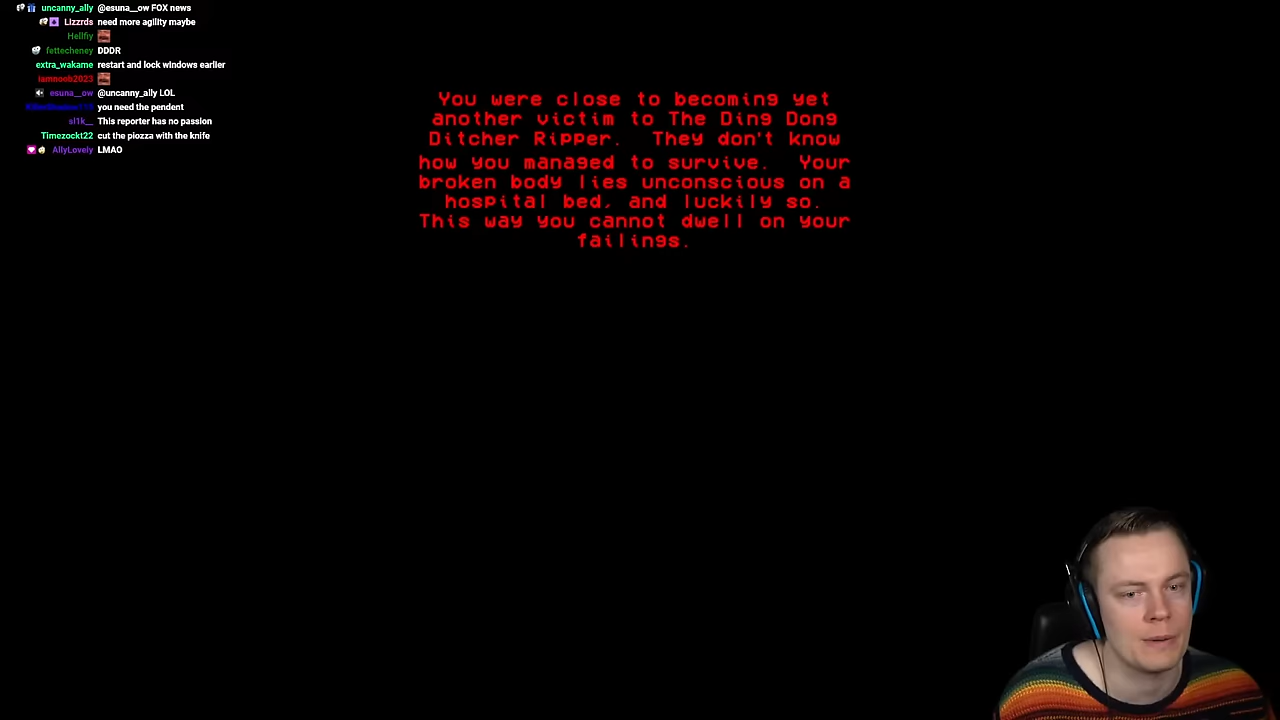 uncanny_ally @esuna__ow FOX news
Lizzrds need more agility maybe
Hellfiy
fettecheney DDDR
extra_wakame restart and lock windows earlier
iamnoob2023
esuna__ow @uncanny_ally LOL
you need the pendent
sl1k__ This reporter has no passion
Timezockt22 cut the piozza with the knife
AllyLovely LMAO
You were close to becoming yet
another victim to The Ding Dong
Ditcher Ripper. They don't know
how you managed to survive. Your
broken body lies unconscious on a
hospital bed, and luckily so.
This way you cannot dwell on your
failings.